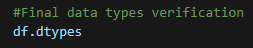 #Final data types verification
df.dtypes